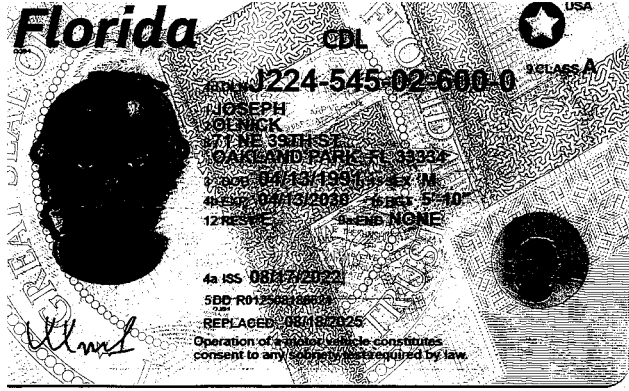 Florida
USA
CDL
9 CLASS A
4d DLN J224-545-02-600-0
1 JOSEPH
2 OLNICK
8 71 NE 39TH ST
OAKLAND PARK, FL 33334
3 DOB 04/13/1991 15 SEX M
4b EXP 04/13/2030 16 HGT 5'-10"
12 REST E 9a END NONE
4a ISS 08/17/2022
5 DD
REPLACED: 08/18/2025
Operation of a motor vehicle constitutes
consent to any sobriety test required by law.